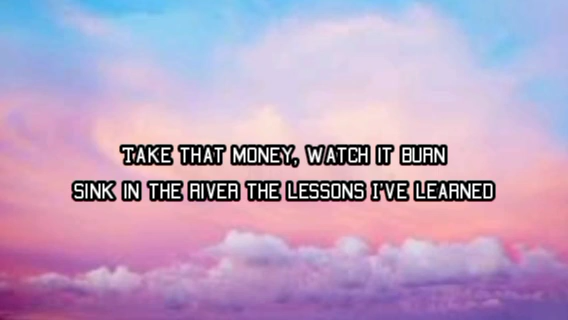 TAKE THAT MONEY, WATCH IT BURN
SINK IN THE RIVER THE LESSONS I'VE LEARNED